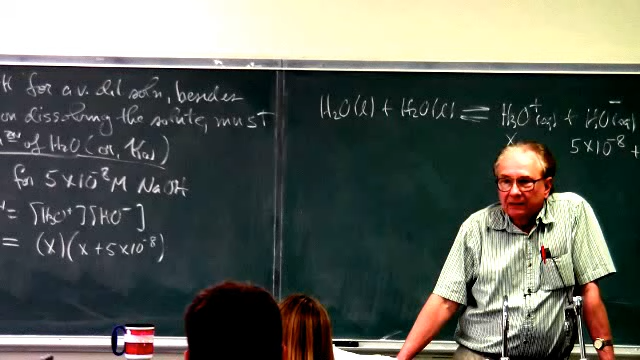 H for a v. dil soln, besides
on dissolving the solute, must
of H₂O (or, K(w))
for 5×10⁻⁸ M NaOH
= [H₃O⁺][HO⁻]
= (x)(x + 5×10⁻⁸)
H₂O(l) + H₂O(l) ⇌ H₃O⁺(aq) + HO⁻(aq)
x 5×10⁻⁸ +